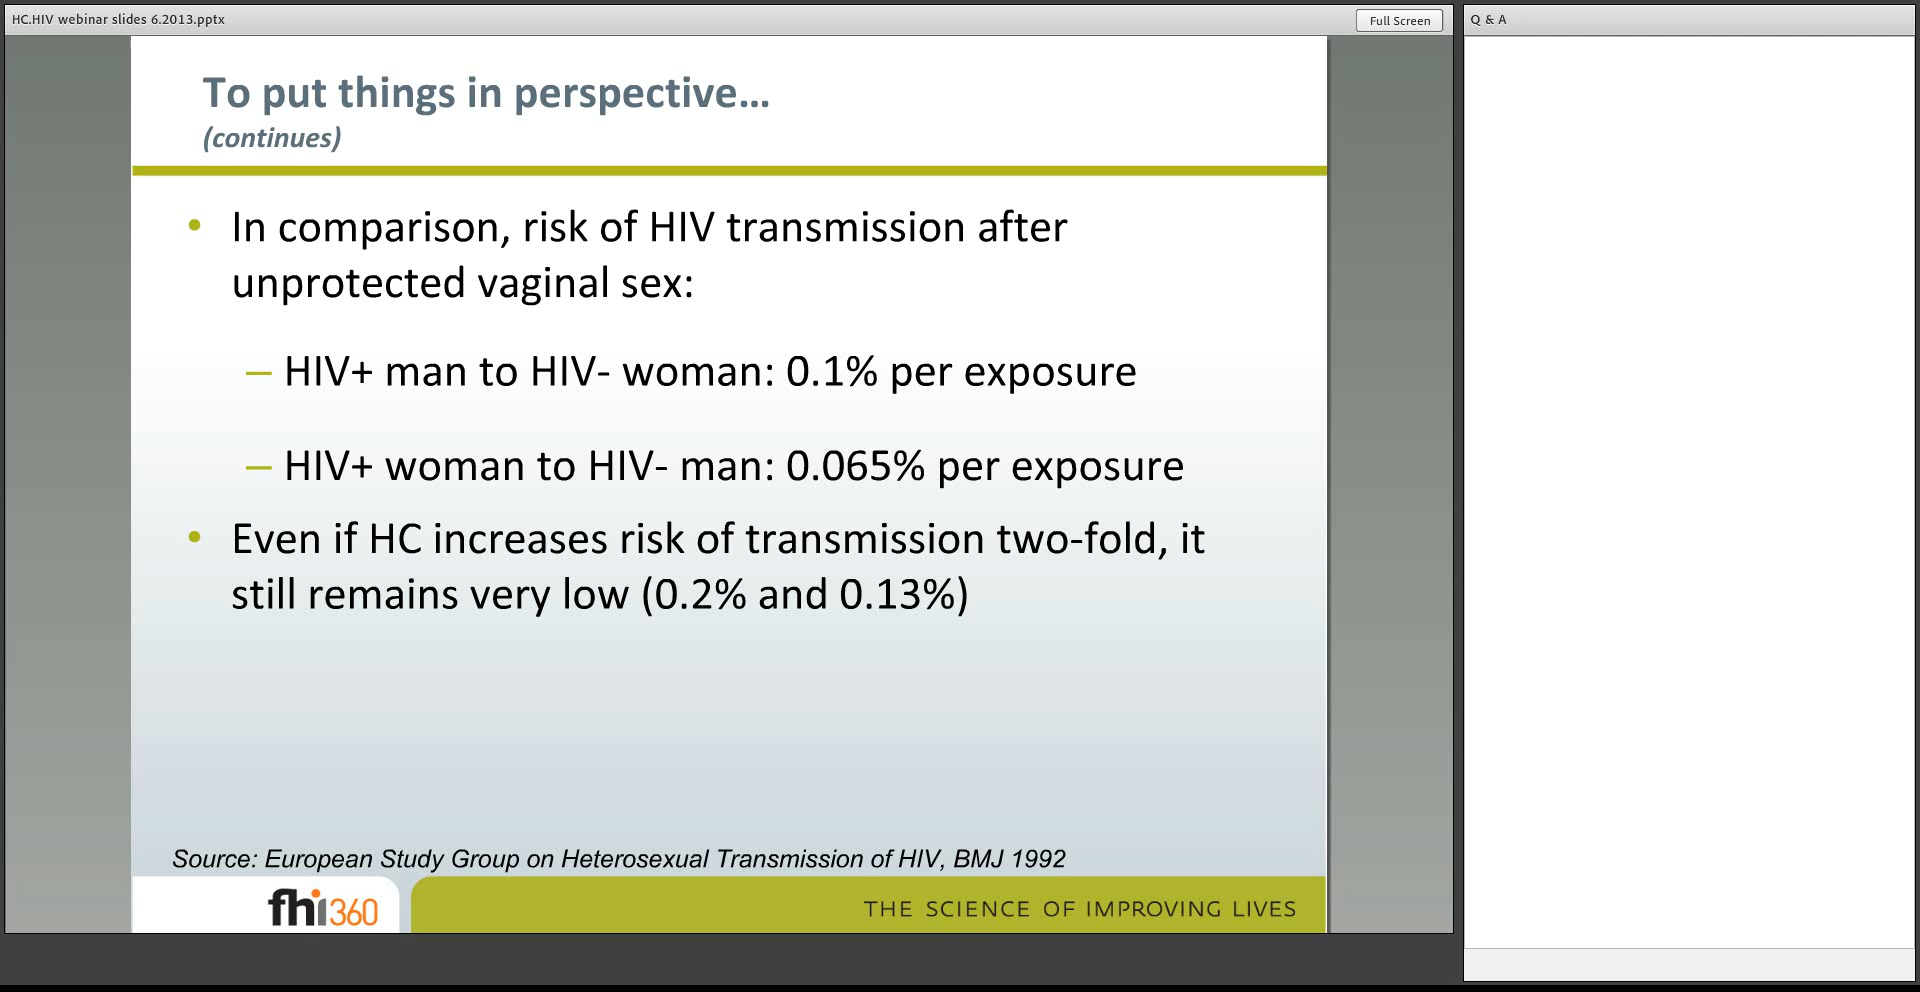 HC.HIV webinar slides 6.2013.pptx
Full Screen
Q & A
To put things in perspective...
(continues)
• In comparison, risk of HIV transmission after
unprotected vaginal sex:
– HIV+ man to HIV- woman: 0.1% per exposure
– HIV+ woman to HIV- man: 0.065% per exposure
• Even if HC increases risk of transmission two-fold, it
still remains very low (0.2% and 0.13%)
Source: European Study Group on Heterosexual Transmission of HIV, BMJ 1992
fhi360
THE SCIENCE OF IMPROVING LIVES